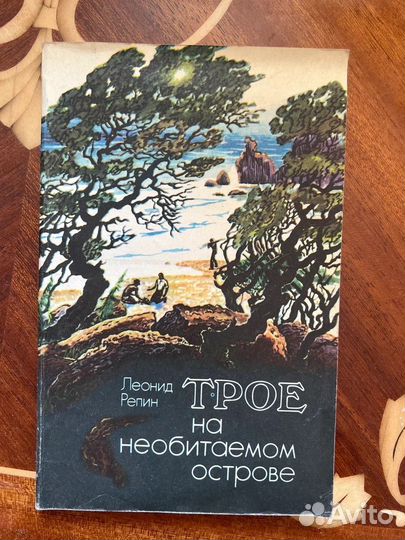 Леонид
Репин
ТРОЕ
на
необитаемом
острове
Avito